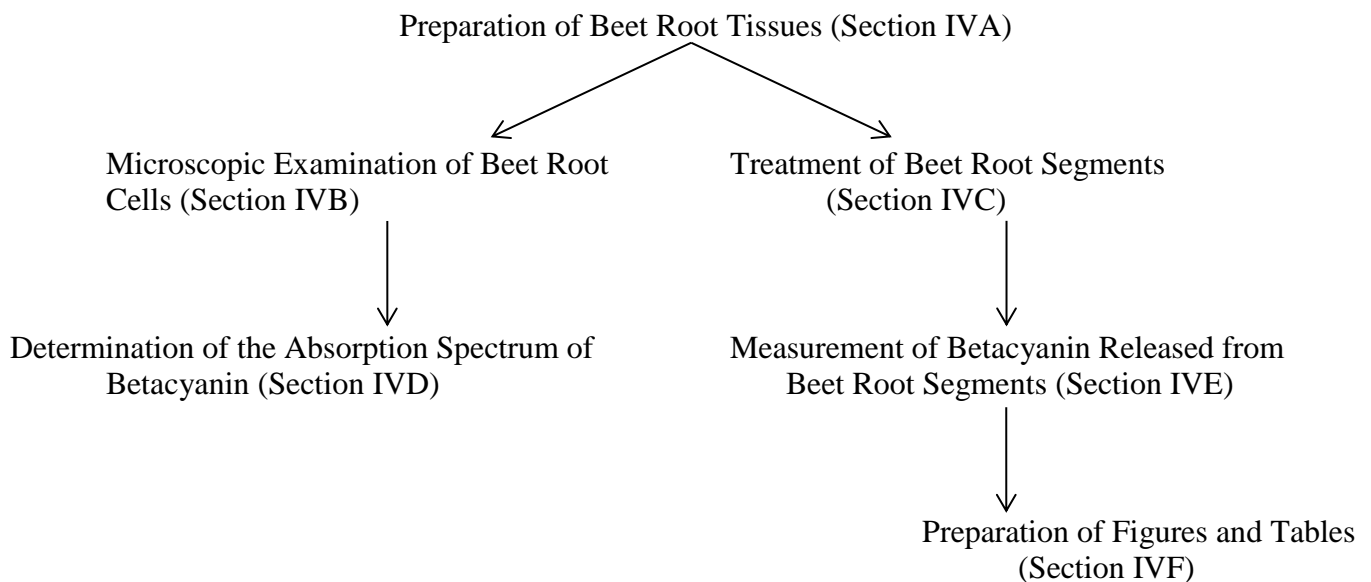 Preparation of Beet Root Tissues (Section IVA)
Microscopic Examination of Beet Root
Cells (Section IVB)
Treatment of Beet Root Segments
(Section IVC)
Determination of the Absorption Spectrum of
Betacyanin (Section IVD)
Measurement of Betacyanin Released from
Beet Root Segments (Section IVE)
Preparation of Figures and Tables
(Section IVF)